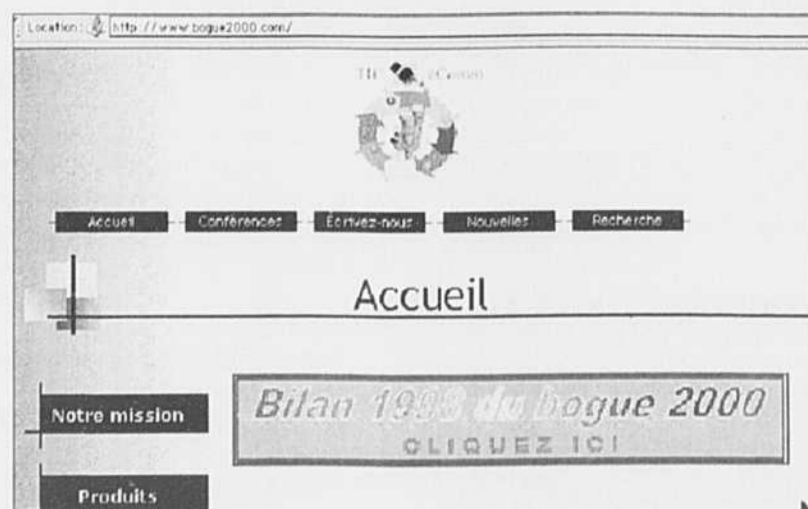 Location: http://www.bogue2000.com/
Accueil Conférences Écrivez-nous Nouvelles Recherche
Accueil
Notre mission
Bilan 1998 du bogue 2000
CLIQUEZ ICI
Produits